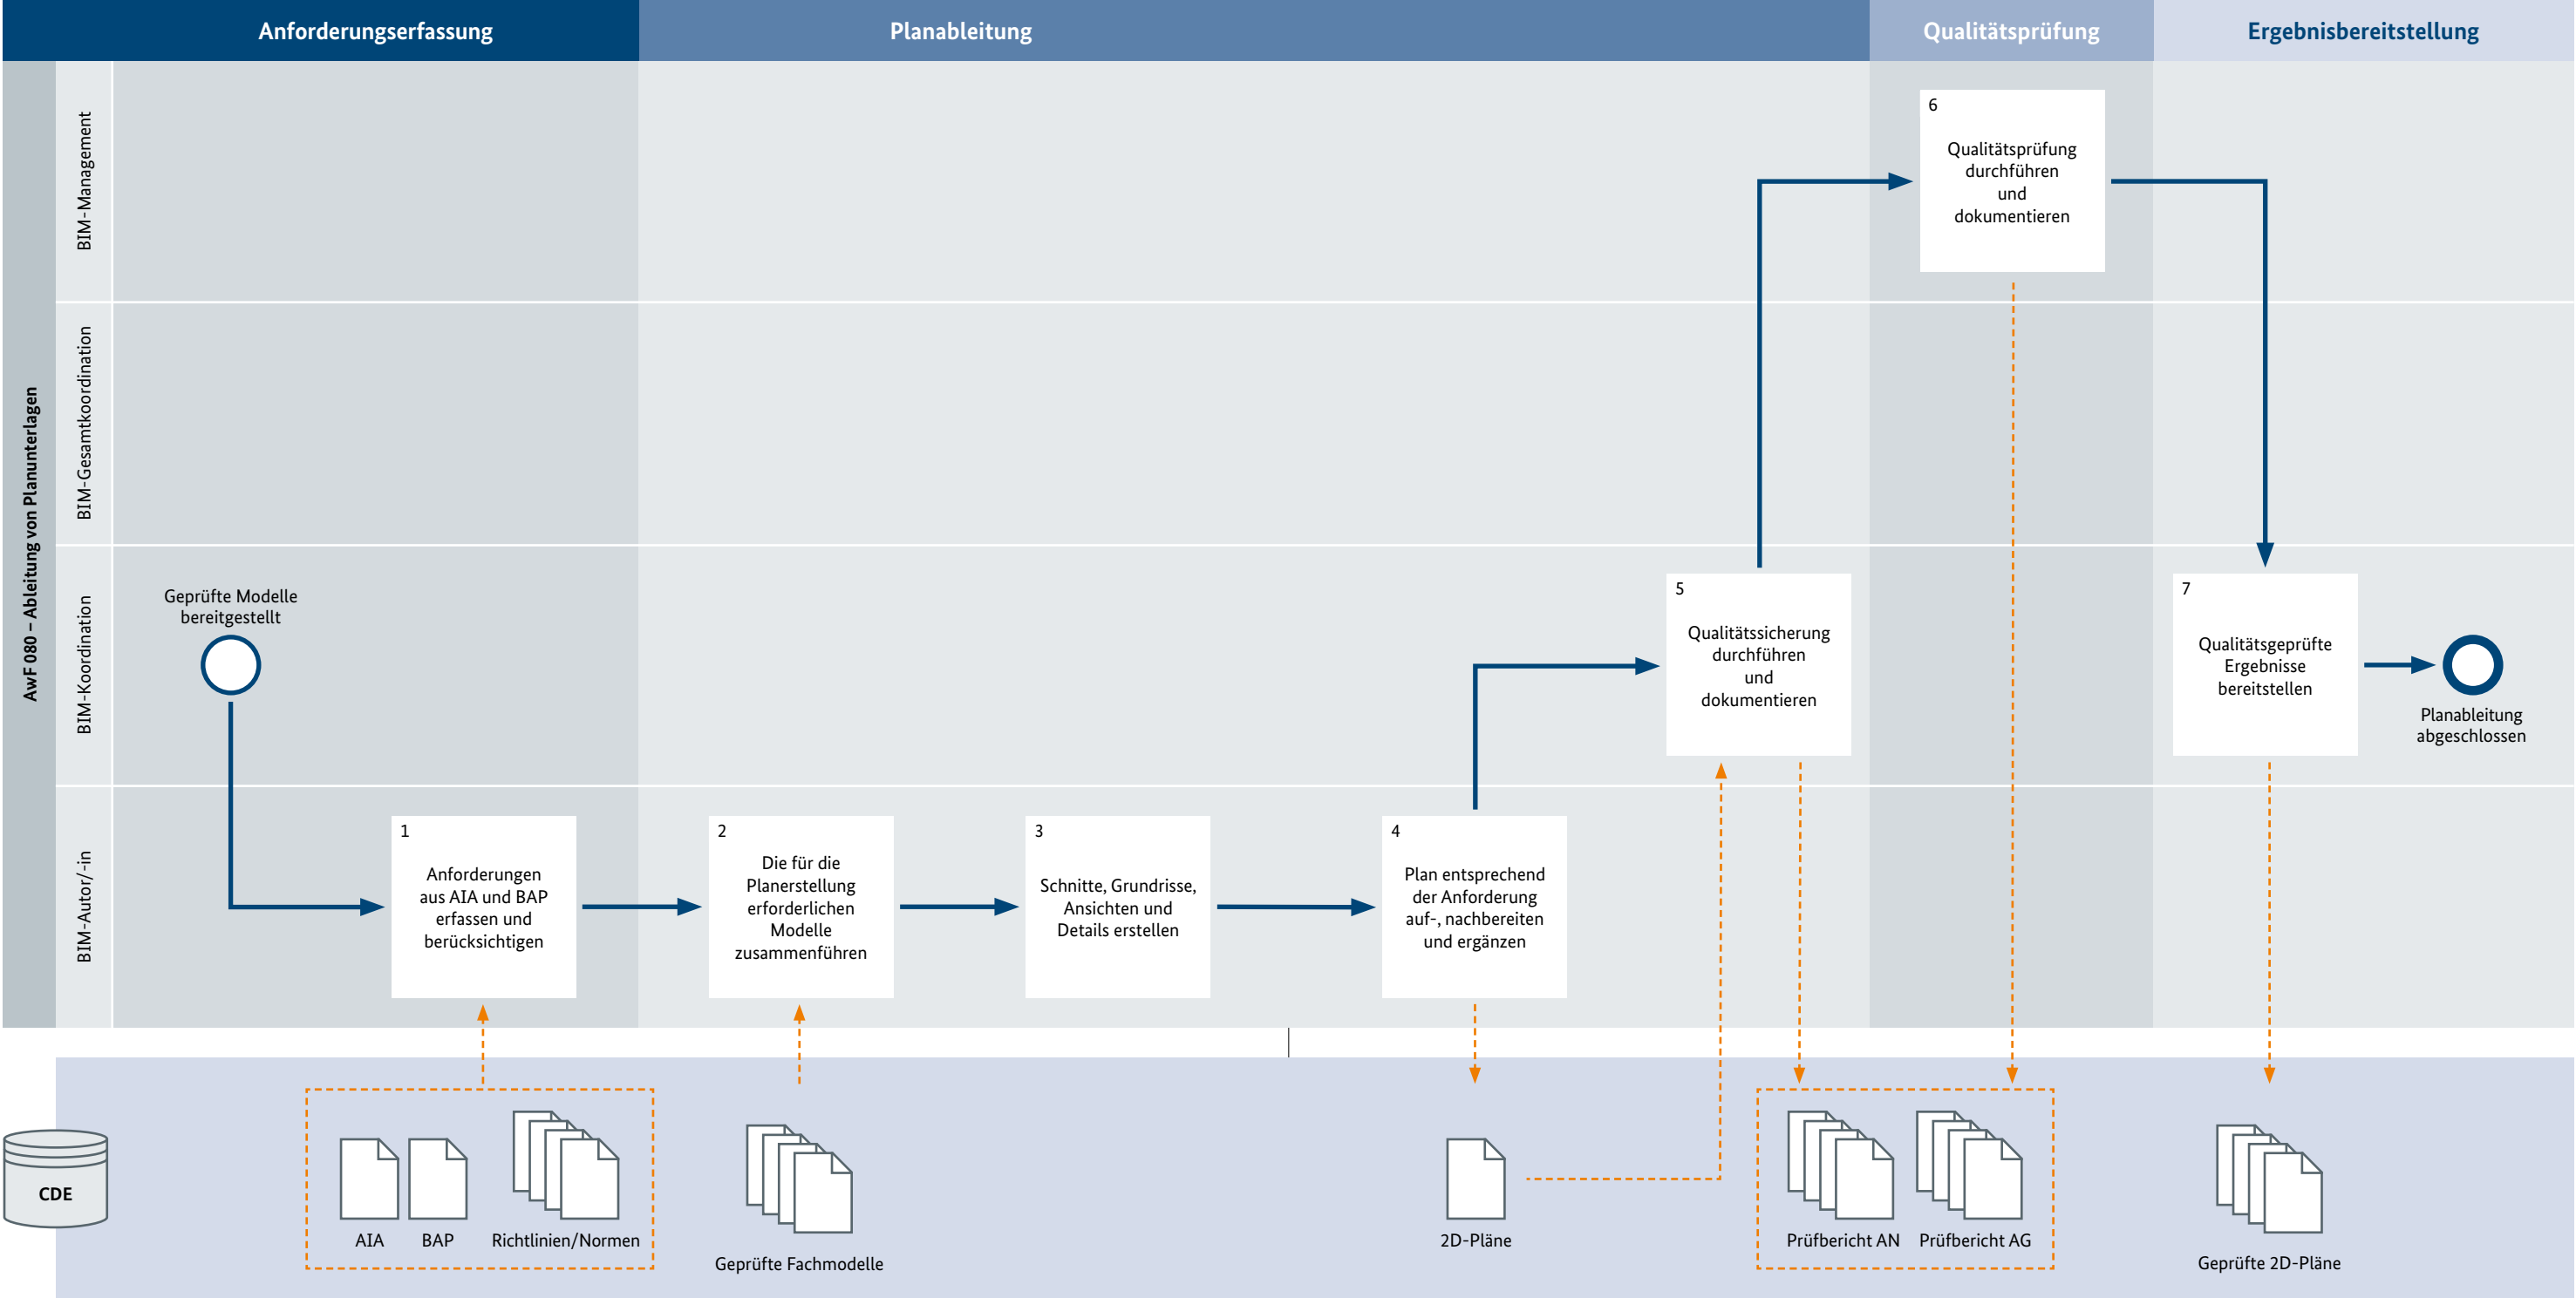 Anforderungserfassung
Planableitung
Qualitätsprüfung
Ergebnisbereitstellung
AwF 080 – Ableitung von Planunterlagen
BIM-Management
6
Qualitätsprüfung
durchführen
und
dokumentieren
BIM-Gesamtkoordination
BIM-Koordination
Geprüfte Modelle
bereitgestellt
5
Qualitätssicherung
durchführen
und
dokumentieren
7
Qualitätsgeprüfte
Ergebnisse
bereitstellen
Planableitung
abgeschlossen
BIM-Autor/-in
1
Anforderungen
aus AIA und BAP
erfassen und
berücksichtigen
2
Die für die
Planerstellung
erforderlichen
Modelle
zusammenführen
3
Schnitte, Grundrisse,
Ansichten und
Details erstellen
4
Plan entsprechend
der Anforderung
auf-, nachbereiten
und ergänzen
CDE
AIA
BAP
Richtlinien/Normen
Geprüfte Fachmodelle
2D-Pläne
Prüfbericht AN
Prüfbericht AG
Geprüfte 2D-Pläne